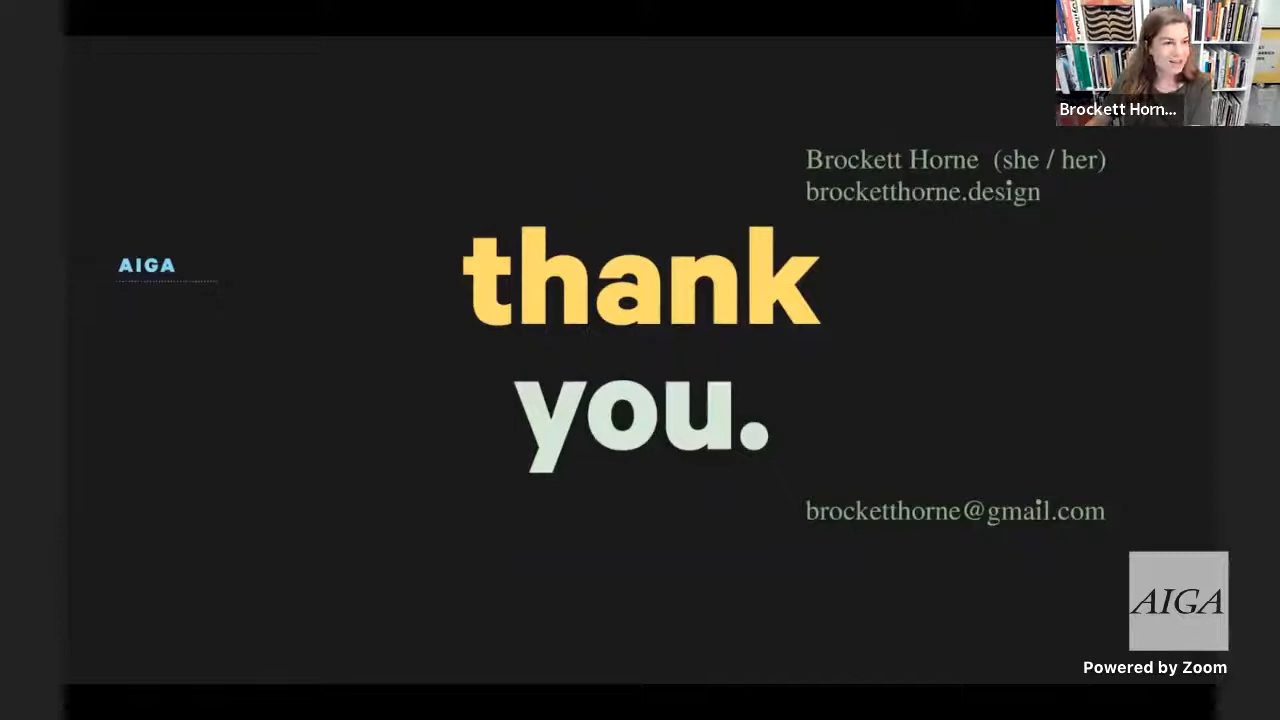 Brockett Horn...
Brockett Horne (she / her)
brocketthorne.design
AIGA
thank
you.
brocketthorne@gmail.com
AIGA
Powered by Zoom